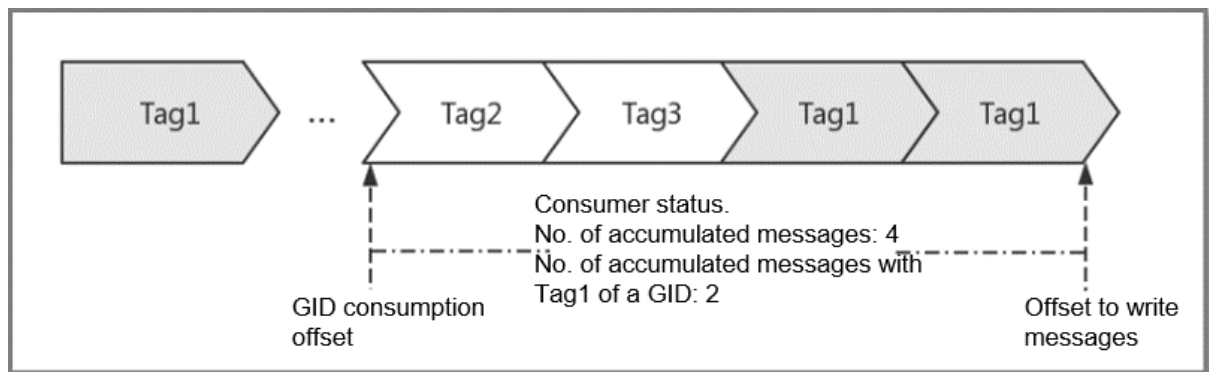 Tag1 ... Tag2 Tag3 Tag1 Tag1
Consumer status.
No. of accumulated messages: 4
No. of accumulated messages with
Tag1 of a GID: 2
GID consumption
offset
Offset to write
messages